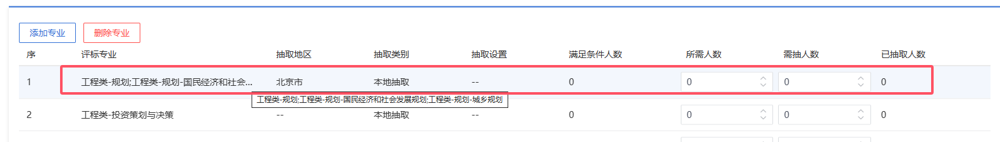 添加专业 删除专业
序 评标专业 抽取地区 抽取类别 抽取设置 满足条件人数 所需人数 需抽人数 已抽取人数
1 工程类-规划;工程类-规划-国民经济和社会... 北京市 本地抽取 -- 0 0 0 0
工程类-规划;工程类-规划-国民经济和社会发展规划;工程类-规划-城乡规划
2 工程类-投资策划与决策 -- 本地抽取 -- 0 0 0 0